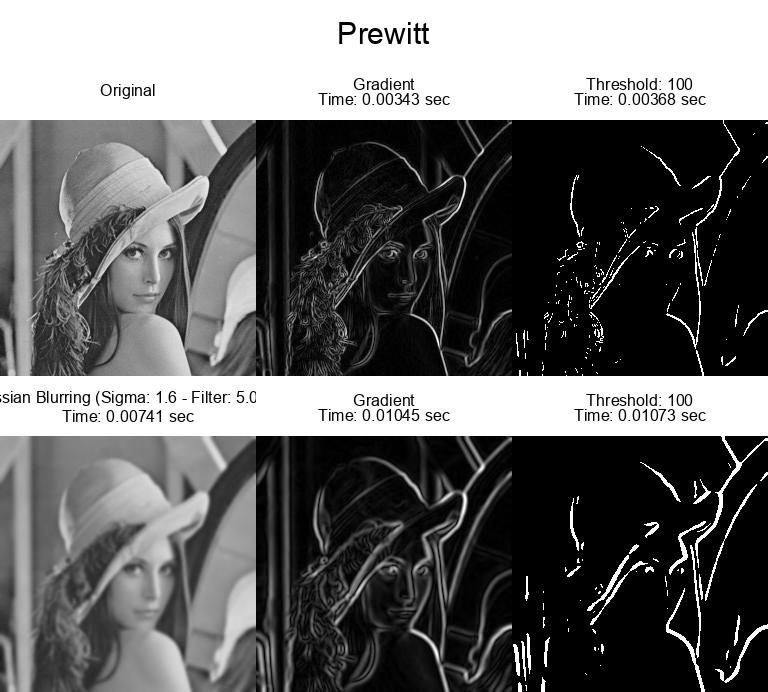 Prewitt
Original
Gradient
Time: 0.00343 sec
Threshold: 100
Time: 0.00368 sec
ssian Blurring (Sigma: 1.6 - Filter: 5.0
Time: 0.00741 sec
Gradient
Time: 0.01045 sec
Threshold: 100
Time: 0.01073 sec